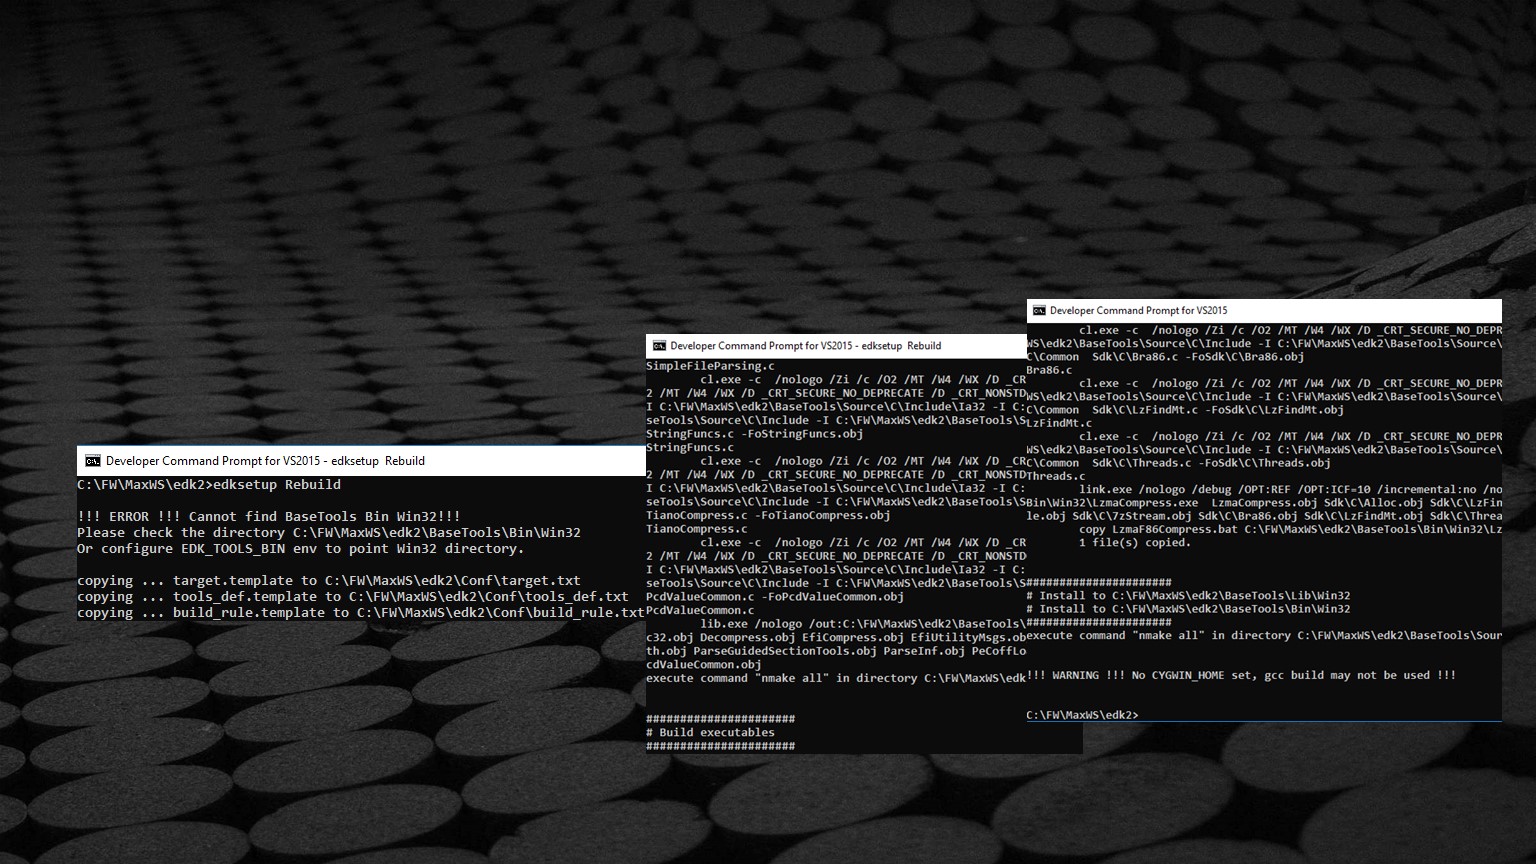 Developer Command Prompt for VS2015 - edksetup Rebuild
C:\FW\MaxWS\edk2>edksetup Rebuild
!!! ERROR !!! Cannot find BaseTools Bin Win32!!!
Please check the directory C:\FW\MaxWS\edk2\BaseTools\Bin\Win32
Or configure EDK_TOOLS_BIN env to point Win32 directory.
copying ... target.template to C:\FW\MaxWS\edk2\Conf\target.txt
copying ... tools_def.template to C:\FW\MaxWS\edk2\Conf\tools_def.txt
copying ... build_rule.template to C:\FW\MaxWS\edk2\Conf\build_rule.txt
Developer Command Prompt for VS2015 - edksetup Rebuild
SimpleFileParsing.c
cl.exe -c /nologo /Zi /c /O2 /MT /W4 /WX /D _CR
2 /MT /W4 /WX /D _CRT_SECURE_NO_DEPRECATE /D _CRT_NONSTD
I C:\FW\MaxWS\edk2\BaseTools\Source\C\Include\Ia32 -I C:
seTools\Source\C\Include -I C:\FW\MaxWS\edk2\BaseTools\S
StringFuncs.c -FoStringFuncs.obj
StringFuncs.c
cl.exe -c /nologo /Zi /c /O2 /MT /W4 /WX /D _CR
2 /MT /W4 /WX /D _CRT_SECURE_NO_DEPRECATE /D _CRT_NONSTD
I C:\FW\MaxWS\edk2\BaseTools\Source\C\Include\Ia32 -I C:
seTools\Source\C\Include -I C:\FW\MaxWS\edk2\BaseTools\S
TianoCompress.c -FoTianoCompress.obj
TianoCompress.c
cl.exe -c /nologo /Zi /c /O2 /MT /W4 /WX /D _CR
2 /MT /W4 /WX /D _CRT_SECURE_NO_DEPRECATE /D _CRT_NONSTD
I C:\FW\MaxWS\edk2\BaseTools\Source\C\Include\Ia32 -I C:
seTools\Source\C\Include -I C:\FW\MaxWS\edk2\BaseTools\S
PcdValueCommon.c -FoPcdValueCommon.obj
PcdValueCommon.c
lib.exe /nologo /out:C:\FW\MaxWS\edk2\BaseTools\
c32.obj Decompress.obj EfiCompress.obj EfiUtilityMsgs.ob
th.obj ParseGuidedSectionTools.obj ParseInf.obj PeCoffLo
cdValueCommon.obj
execute command "nmake all" in directory C:\FW\MaxWS\edk
######################
# Build executables
######################
Developer Command Prompt for VS2015
cl.exe -c /nologo /Zi /c /O2 /MT /W4 /WX /D _CRT_SECURE_NO_DEPR
WS\edk2\BaseTools\Source\C\Include -I C:\FW\MaxWS\edk2\BaseTools\Source\
C\Common Sdk\C\Bra86.c -FoSdk\C\Bra86.obj
Bra86.c
cl.exe -c /nologo /Zi /c /O2 /MT /W4 /WX /D _CRT_SECURE_NO_DEPR
WS\edk2\BaseTools\Source\C\Include -I C:\FW\MaxWS\edk2\BaseTools\Source\
C\Common Sdk\C\LzFindMt.c -FoSdk\C\LzFindMt.obj
LzFindMt.c
cl.exe -c /nologo /Zi /c /O2 /MT /W4 /WX /D _CRT_SECURE_NO_DEPR
WS\edk2\BaseTools\Source\C\Include -I C:\FW\MaxWS\edk2\BaseTools\Source\
C\Common Sdk\C\Threads.c -FoSdk\C\Threads.obj
Threads.c
link.exe /nologo /debug /OPT:REF /OPT:ICF=10 /incremental:no /no
Bin\Win32\LzmaCompress.exe LzmaCompress.obj Sdk\C\Alloc.obj Sdk\C\LzFin
le.obj Sdk\C\7zStream.obj Sdk\C\Bra86.obj Sdk\C\LzFindMt.obj Sdk\C\Threa
copy LzmaF86Compress.bat C:\FW\MaxWS\edk2\BaseTools\Bin\Win32\Lz
1 file(s) copied.
######################
# Install to C:\FW\MaxWS\edk2\BaseTools\Lib\Win32
# Install to C:\FW\MaxWS\edk2\BaseTools\Bin\Win32
######################
execute command "nmake all" in directory C:\FW\MaxWS\edk2\BaseTools\Sour
!!! WARNING !!! No CYGWIN_HOME set, gcc build may not be used !!!
C:\FW\MaxWS\edk2>